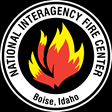 NATIONAL INTERAGENCY FIRE CENTER
Boise, Idaho